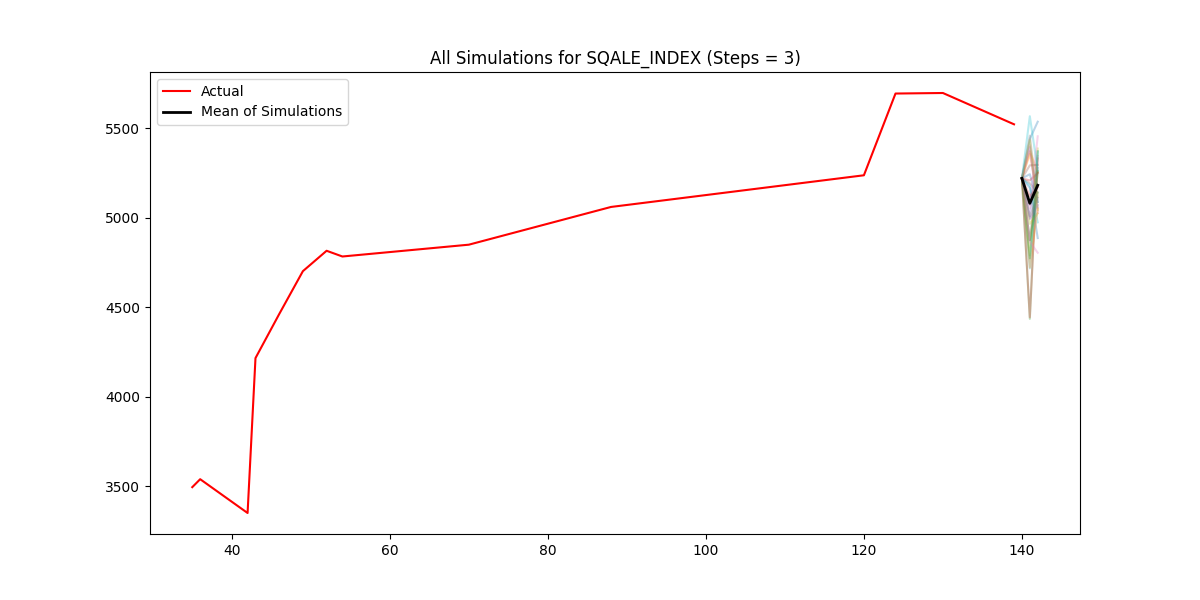 All Simulations for SQALE_INDEX (Steps = 3)
Actual
Mean of Simulations
5500
5000
4500
4000
3500
40 60 80 100 120 140